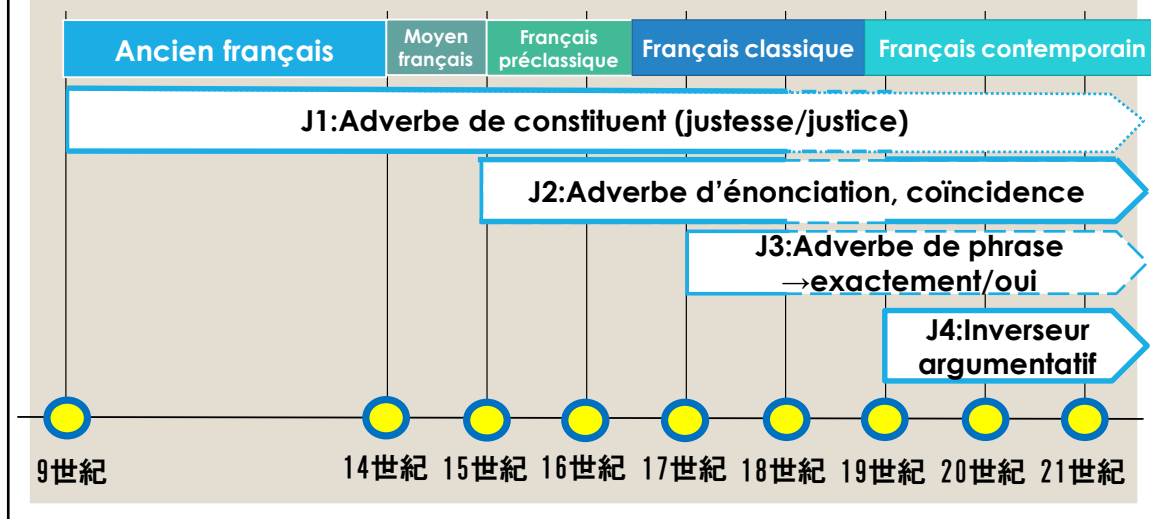 Ancien français
Moyen
français
Français
préclassique
Français classique
Français contemporain
J1:Adverbe de constituent (justesse/justice)
J2:Adverbe d’énonciation, coïncidence
J3:Adverbe de phrase
→exactement/oui
J4:Inverseur
argumentatif
9世紀
14世紀
15世紀
16世紀
17世紀
18世紀
19世紀
20世紀
21世紀